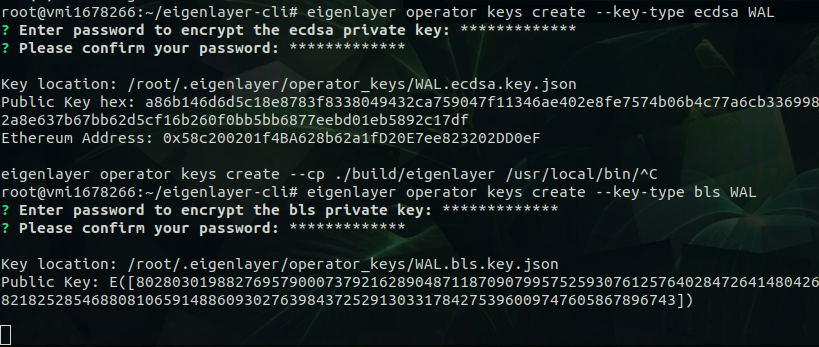 root@vmi1678266:~/eigenlayer-cli# eigenlayer operator keys create --key-type ecdsa WAL
? Enter password to encrypt the ecdsa private key: *************
? Please confirm your password: *************
Key location: /root/.eigenlayer/operator_keys/WAL.ecdsa.key.json
Public Key hex: a86b146d6d5c18e8783f8338049432ca759047f11346ae402e8fe7574b06b4c77a6cb336998
2a8e637b67bb62d5cf16b260f0bb5bb6877eebd01eb5892c17df
Ethereum Address: 0x58c200201f4BA628b62a1fD20E7ee823202DD0eF
eigenlayer operator keys create --cp ./build/eigenlayer /usr/local/bin/^C
root@vmi1678266:~/eigenlayer-cli# eigenlayer operator keys create --key-type bls WAL
? Enter password to encrypt the bls private key: *************
? Please confirm your password: *************
Key location: /root/.eigenlayer/operator_keys/WAL.bls.key.json
Public Key: E([8028030198827695790007379216289048711870907995752593076125764028472641480426
821825285468808106591488609302763984372529130331784275396009747605867896743])